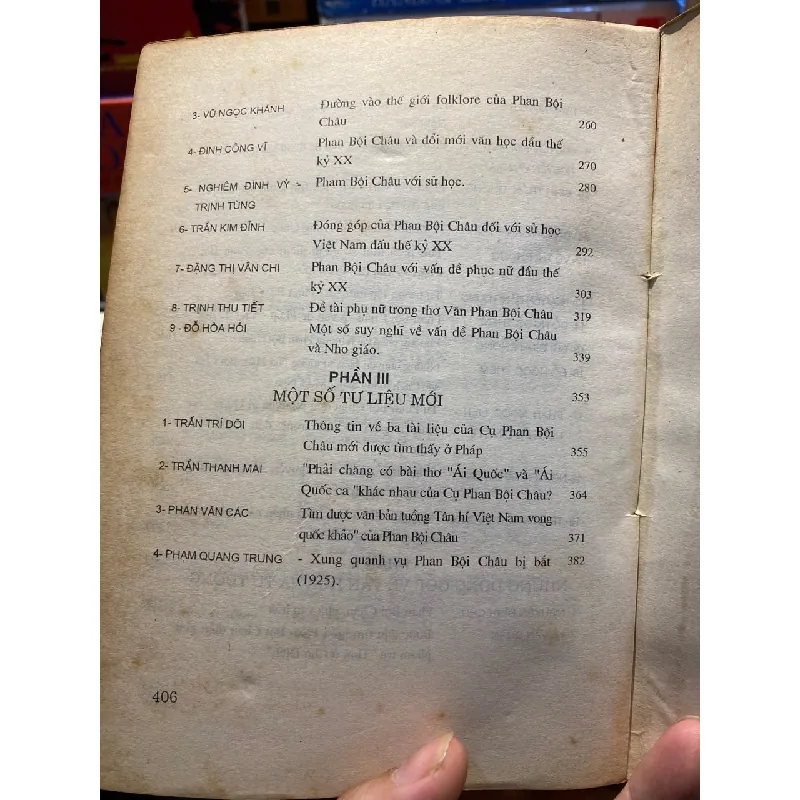 3- VŨ NGỌC KHÁNH Đường vào thế giới folklore của Phan Bội
Châu 260
4- ĐINH CÔNG VĨ Phan Bội Châu và đổi mới văn học đầu thế
kỷ XX 270
5- NGHIÊM ĐÌNH VỲ - Pham Bội Châu với sử học. 280
TRỊNH TÙNG
6- TRẦN KIM ĐỈNH Đóng góp của Phan Bội Châu đối với sử học
Việt Nam đầu thế kỷ XX 292
7- ĐẶNG THỊ VÂN CHI Phan Bội Châu với vấn đề phục nữ đầu thế
kỷ XX 303
8- TRỊNH THU TIẾT Đề tài phụ nữ trong thơ Văn Phan Bội Châu 319
9 - ĐỖ HÒA HỚI Một số suy nghĩ về vấn đề Phan Bội Châu
và Nho giáo. 339
PHẦN III
MỘT SỐ TƯ LIỆU MỚI 353
1- TRẦN TRÍ DÕI Thông tin về ba tài liệu của Cụ Phan Bội
Châu mới được tìm thấy ở Pháp 355
2- TRẦN THANH MẠI "Phải chăng có bài thơ "Ái Quốc" và "Ái
Quốc ca "khác nhau của Cụ Phan Bội Châu? 364
3- PHAN VĂN CÁC Tìm được văn bản tuồng Tân hí Việt Nam vong
quốc khảo" của Phan Bội Châu 371
4- PHẠM QUANG TRUNG - Xung quanh vụ Phan Bội Châu bị bắt 382
(1925).
406